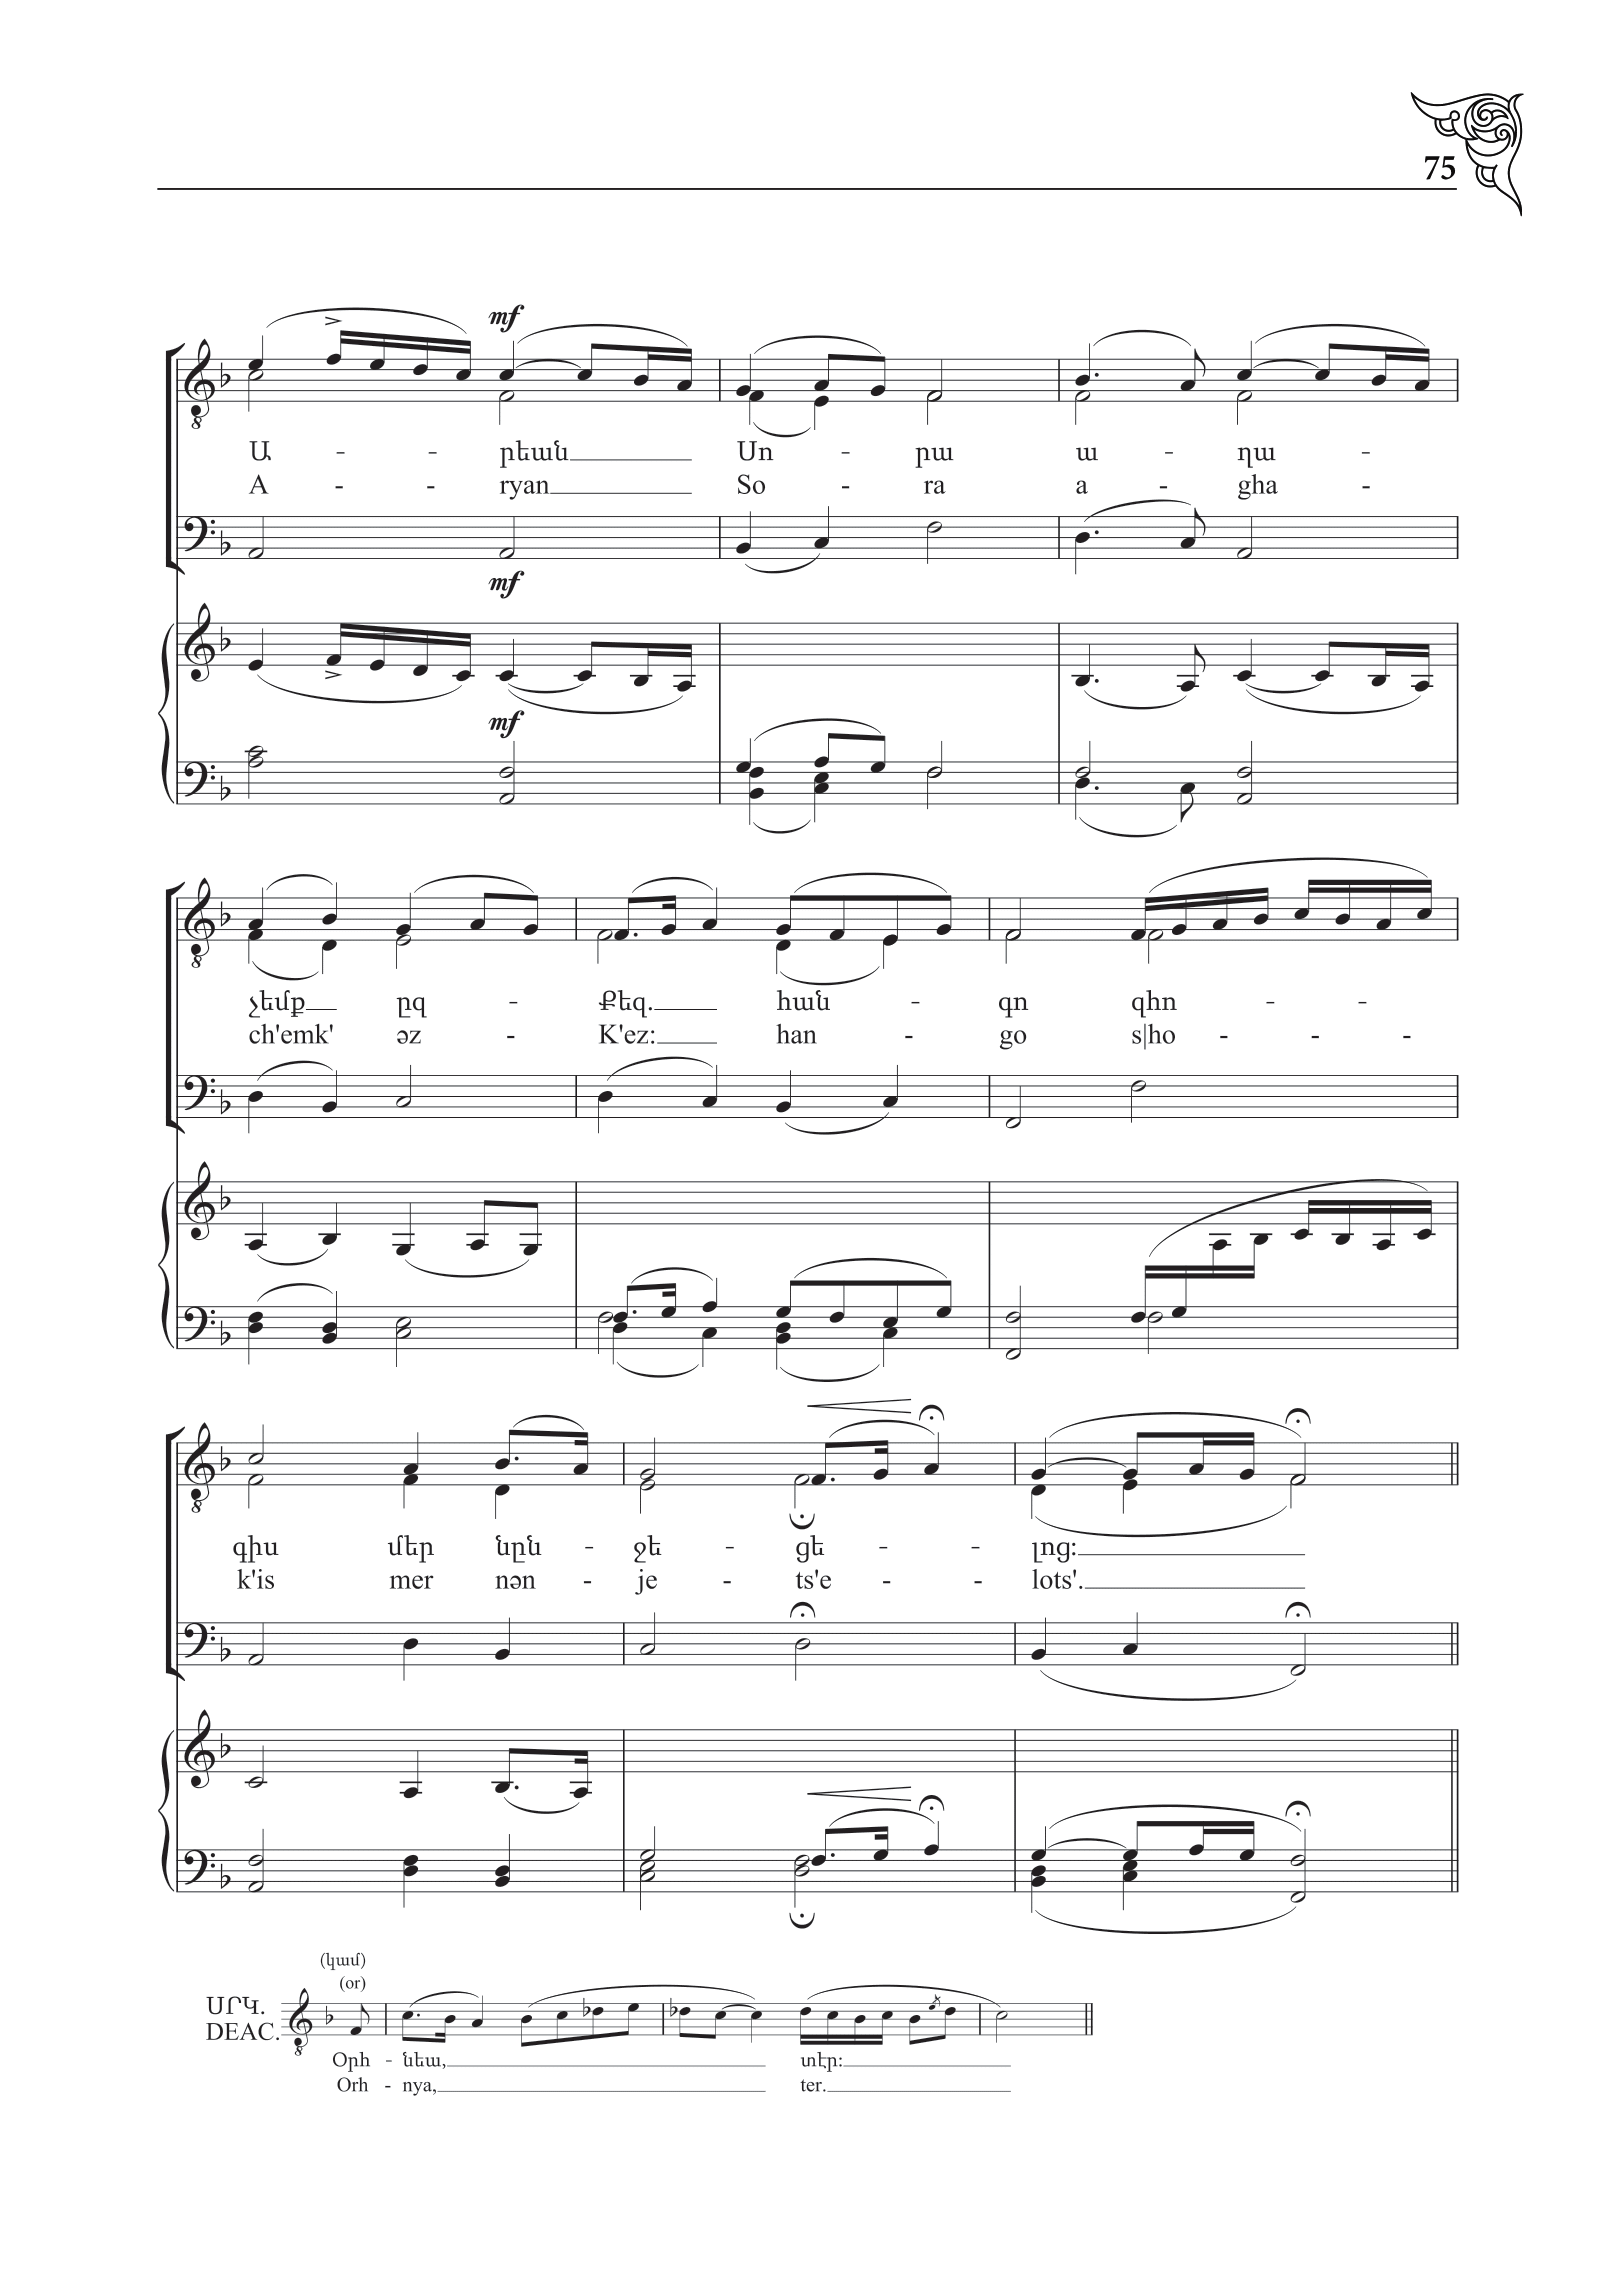 75
mf
Ա - - րեան Սո - րա ա - ղա -
A - - ryan So - ra a - gha -
mf
mf
չեմք ըզ - Քեզ. հան - գո զհո - -
ch'emk' əz - K'ez: han - go s|ho - - -
գիս մեր նըն - ջե - ցե - - լոց:
k'is mer nən - je - ts'e - - lots'.
(կամ)
(or)
ՍՐԿ.
DEAC.
Օրհ - նեա, տէր:
Orh - nya, ter.